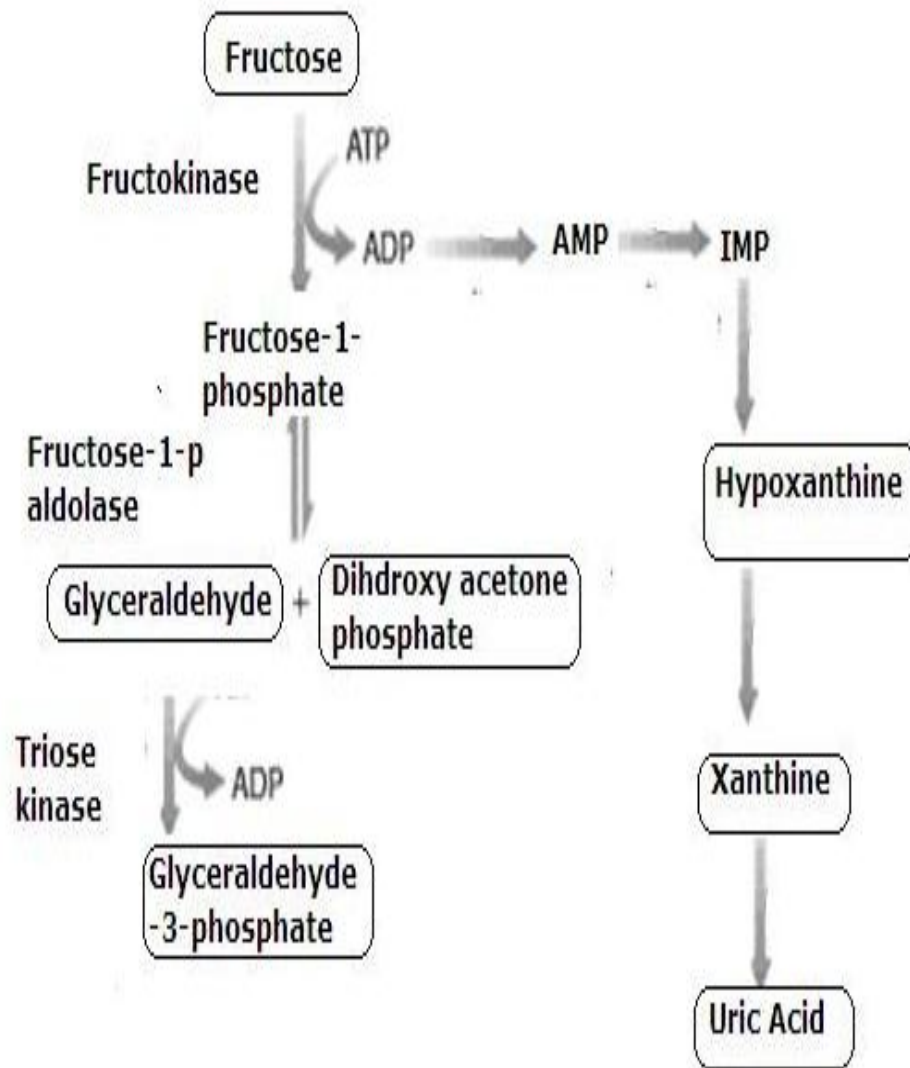 Fructose
ATP
Fructokinase
ADP
AMP
IMP
Fructose-1-
phosphate
Fructose-1-p
aldolase
Hypoxanthine
Glyceraldehyde
+
Dihdroxy acetone
phosphate
Triose
kinase
ADP
Xanthine
Glyceraldehyde
-3-phosphate
Uric Acid